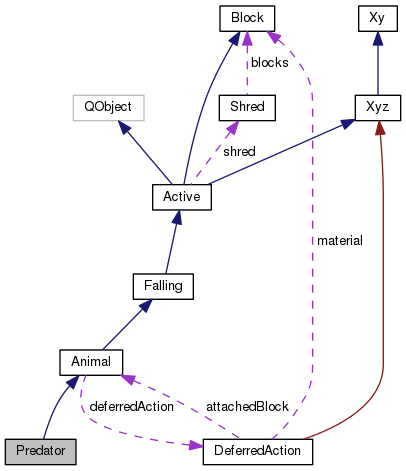 Block
Xy
blocks
QObject
Shred
Xyz
shred
Active
material
Falling
Animal
deferredAction
attachedBlock
Predator
DeferredAction